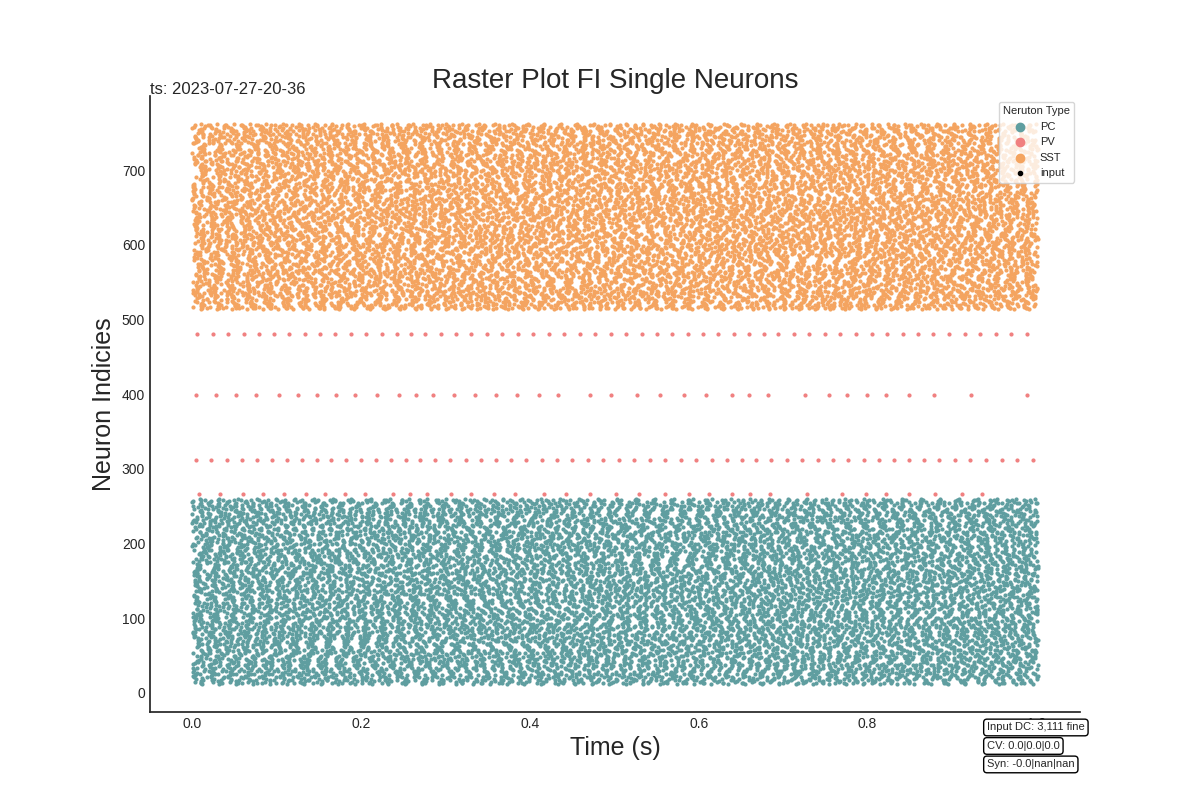 Raster Plot FI Single Neurons
ts: 2023-07-27-20-36
Neruton Type
PC
PV
SST
input
Neuron Indicies
700
600
500
400
300
200
100
0
0.0
0.2
0.4
0.6
0.8
Time (s)
Input DC: 3,111 fine
CV: 0.0|0.0|0.0
Syn: -0.0|nan|nan